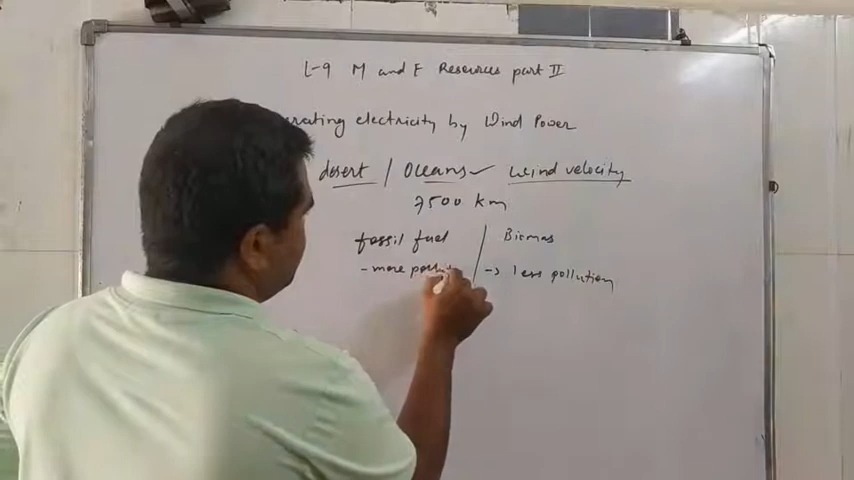 L-9 M and E Resources part II
erating electricity by Wind Power
desert / Oceans ✓ Wind velocity
7500 km
fossil fuel / Biomas
- more → less pollution